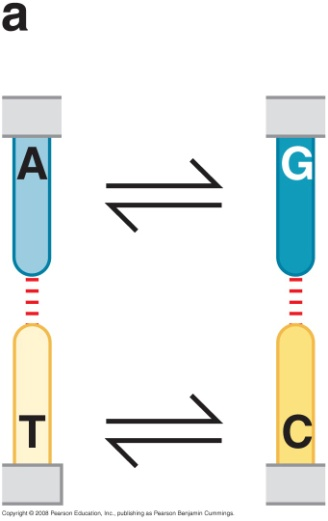 a
A G
T C
Copyright © 2008 Pearson Education, Inc., publishing as Pearson Benjamin Cummings.